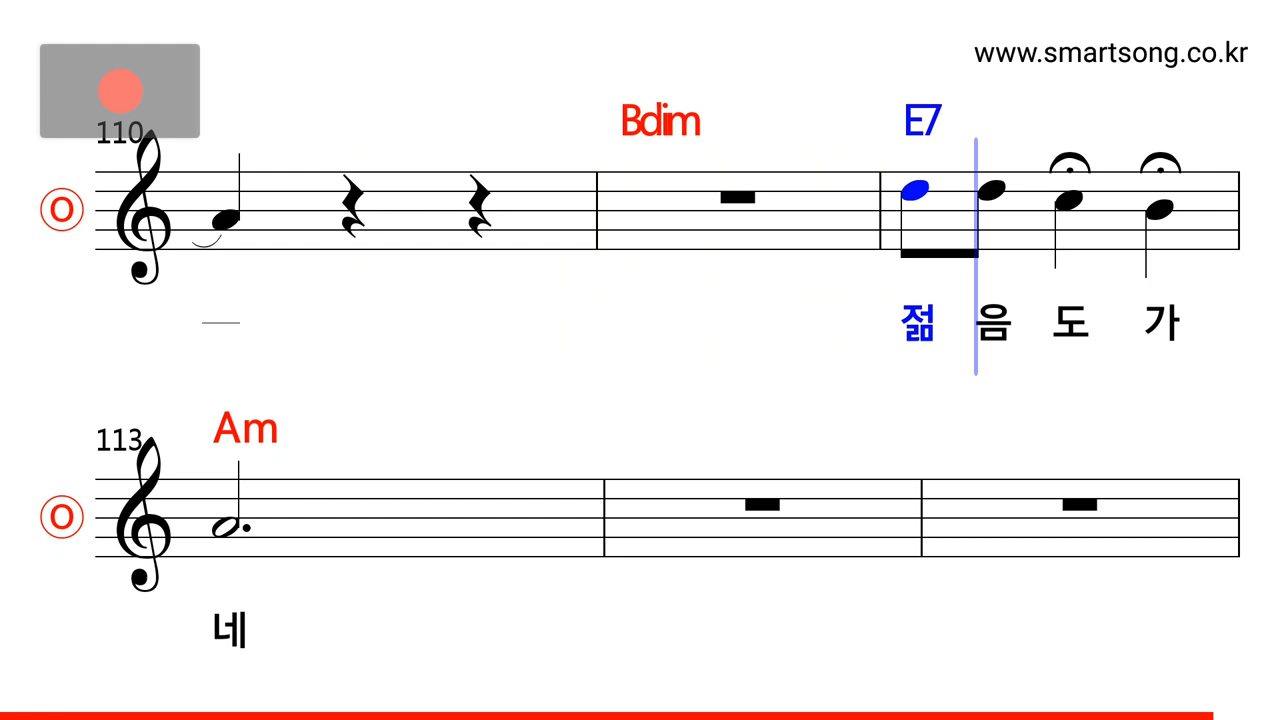 www.smartsong.co.kr
110
Bdim E7
O
젊 음 도 가
113
Am
O
네